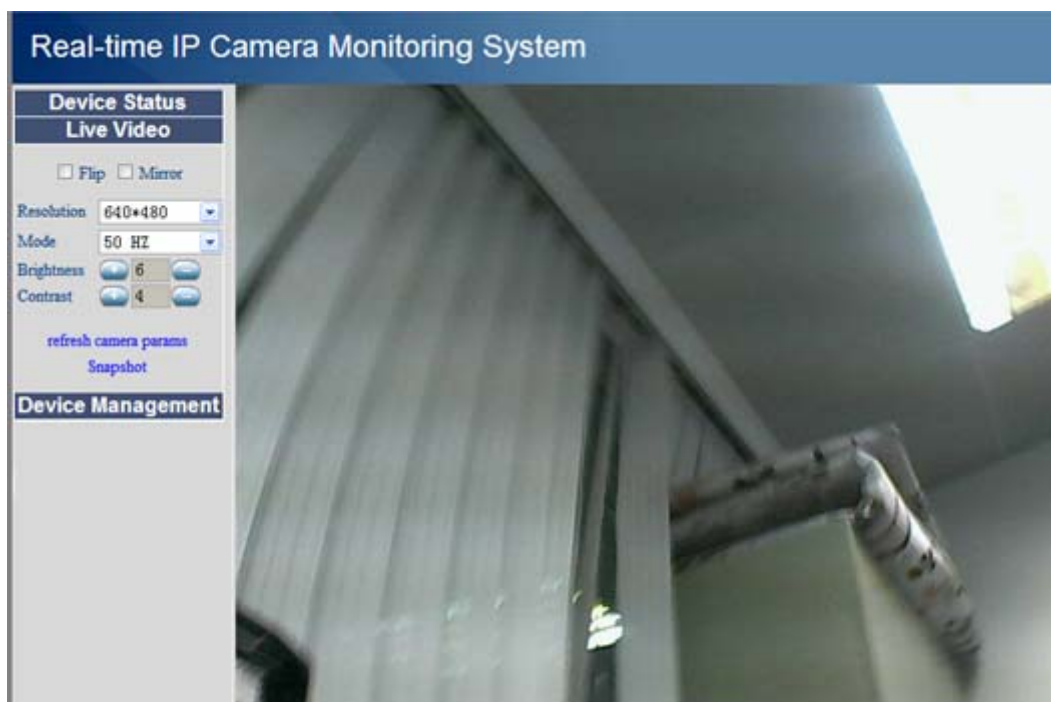 Real-time IP Camera Monitoring System
Device Status
Live Video
Flip Mirror
Resolution 640*480
Mode 50 HZ
Brightness + 6 -
Contrast + 4 -
refresh camera params
Snapshot
Device Management